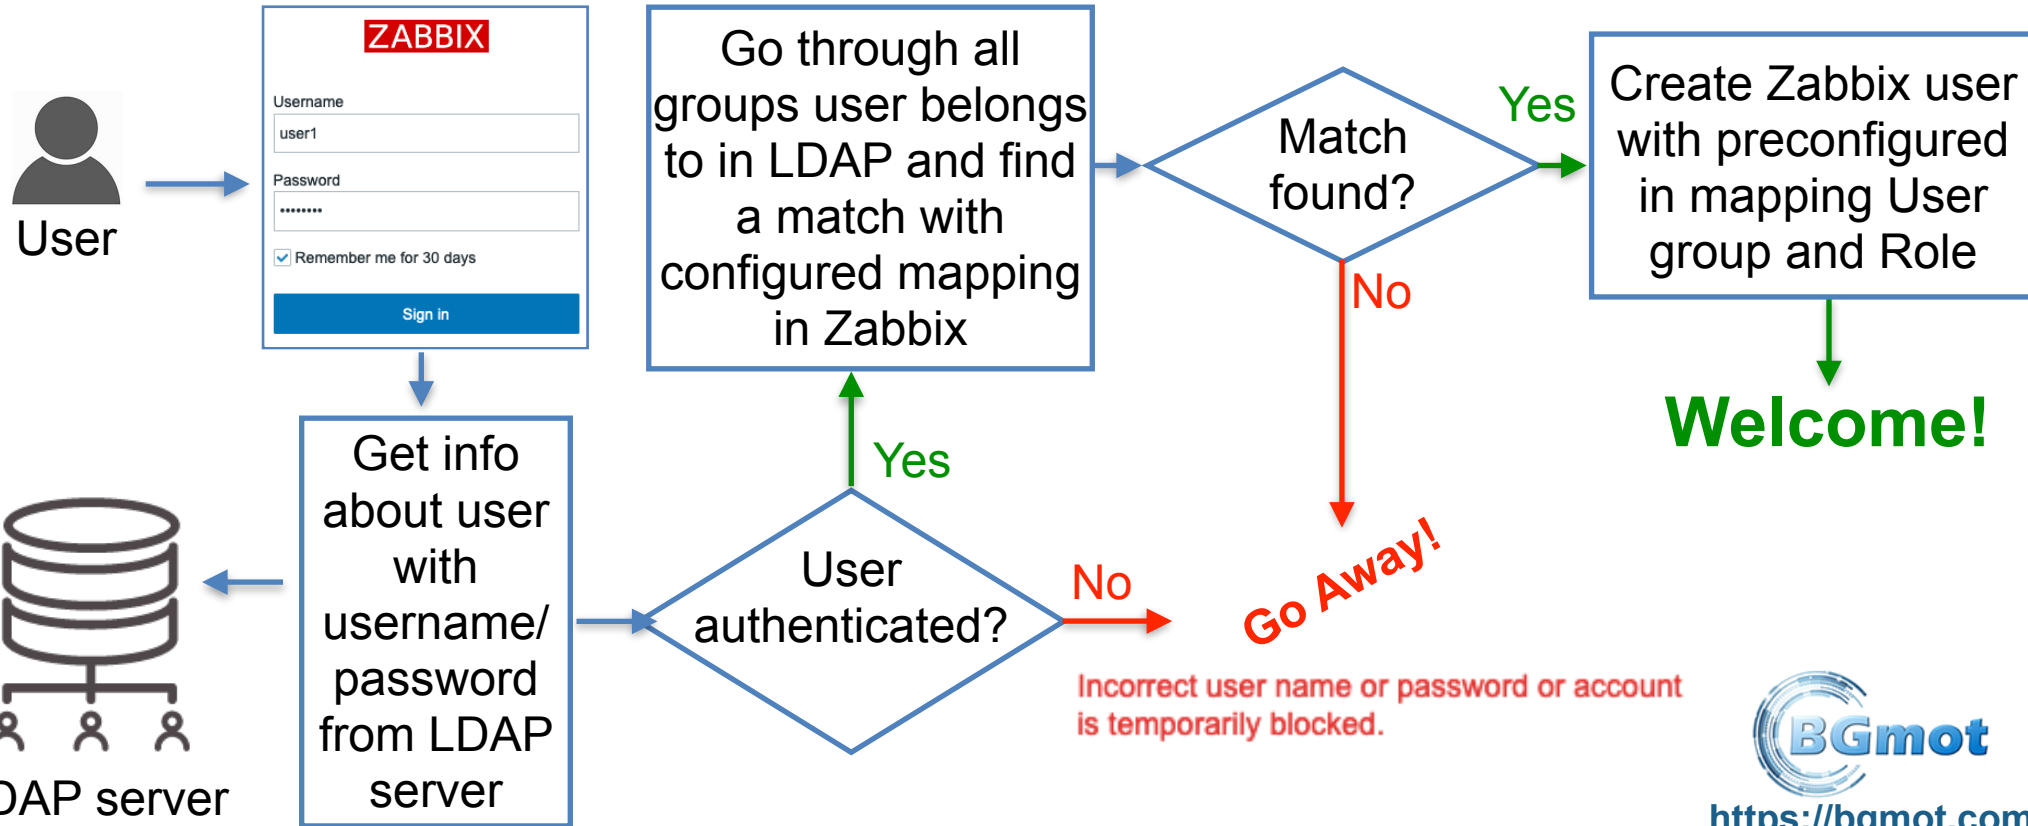 ZABBIX
Username
user1
Password
Remember me for 30 days
Sign in
User
Go through all
groups user belongs
to in LDAP and find
a match with
configured mapping
in Zabbix
Match
found?
Yes
No
Create Zabbix user
with preconfigured
in mapping User
group and Role
Welcome!
Get info
about user
with
username/
password
from LDAP
server
DAP server
User
authenticated?
Yes
No
Go Away!
Incorrect user name or password or account
is temporarily blocked.
BGmot
https://bgmot.com